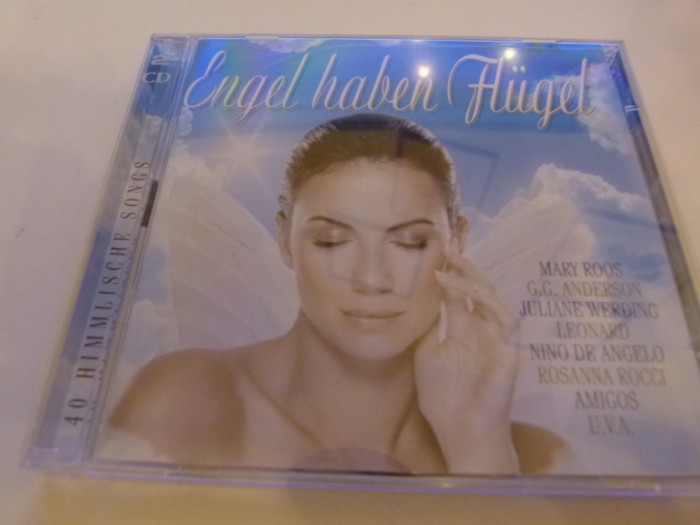 2
CD
Engel haben Flügel
40 HIMMLISCHE SONGS
MARY ROOS
G.G. ANDERSON
JULIANE WERDING
LEONARD
NINO DE ANGELO
ROSANNA ROCCI
AMIGOS
U.V.A.